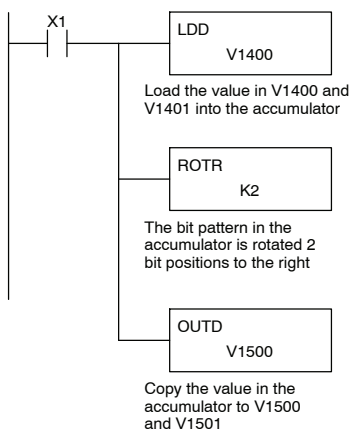 X1
LDD
V1400
Load the value in V1400 and
V1401 into the accumulator
ROTR
K2
The bit pattern in the
accumulator is rotated 2
bit positions to the right
OUTD
V1500
Copy the value in the
accumulator to V1500
and V1501